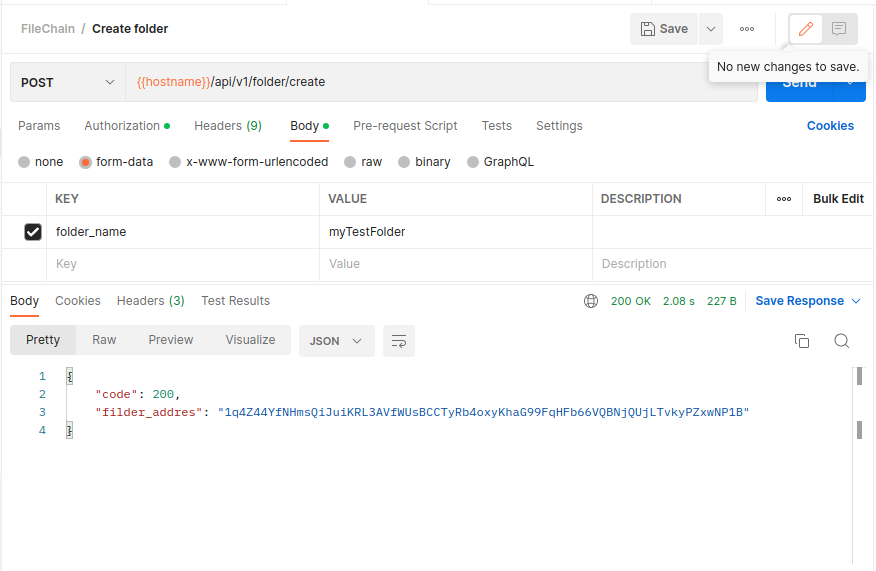 FileChain / Create folder
Save
No new changes to save.
POST
{{hostname}}/api/v1/folder/create
Send
Params Authorization Headers (9) Body Pre-request Script Tests Settings Cookies
none form-data x-www-form-urlencoded raw binary GraphQL
KEY VALUE DESCRIPTION Bulk Edit
folder_name myTestFolder
Key Value Description
Body Cookies Headers (3) Test Results 200 OK 2.08 s 227 B Save Response
Pretty Raw Preview Visualize JSON
1 {
2 "code": 200,
3 "filder_addres": "1q4Z44YfNHmsQiJuiKRL3AVfWUsBCCTyRb4oxyKhaG99FqHFb66VQBNjQUjLTvkyPZxwNP1B"
4 }